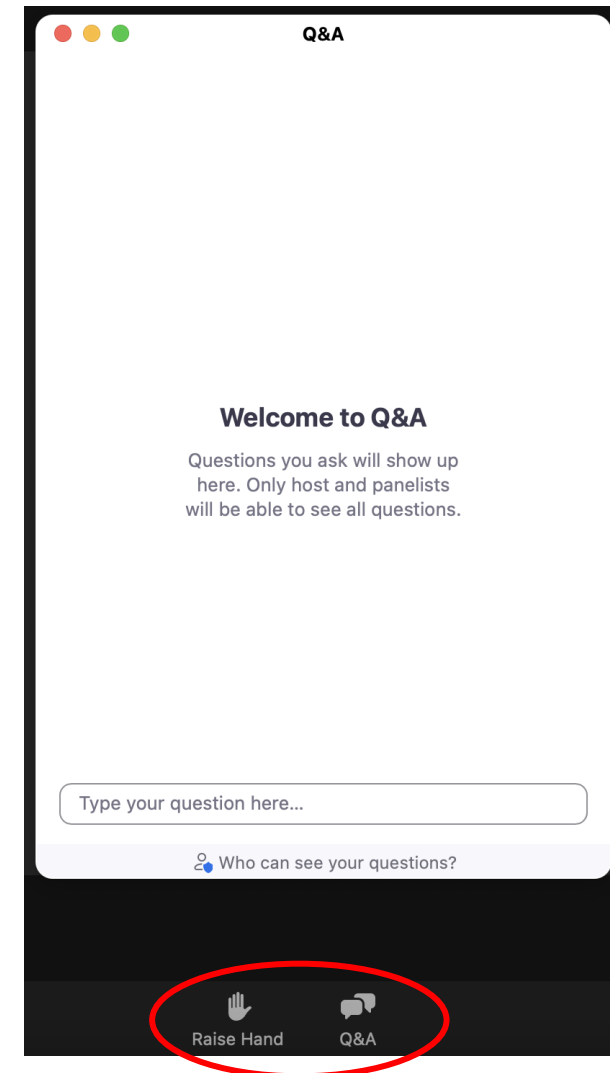 Q&A
Welcome to Q&A
Questions you ask will show up
here. Only host and panelists
will be able to see all questions.
Type your question here...
Who can see your questions?
Raise Hand
Q&A